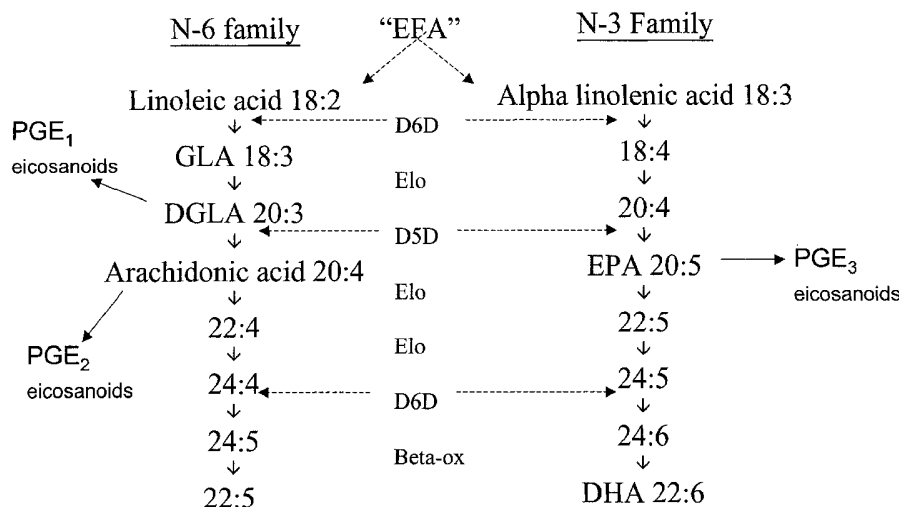 N-6 family “EFA” N-3 Family
Linoleic acid 18:2 Alpha linolenic acid 18:3
D6D
PGE₁
eicosanoids
GLA 18:3 18:4
Elo
DGLA 20:3 20:4
D5D
Arachidonic acid 20:4 EPA 20:5 PGE₃
eicosanoids
Elo
22:4 22:5
Elo
PGE₂
eicosanoids
24:4 24:5
D6D
24:5 24:6
Beta-ox
22:5 DHA 22:6